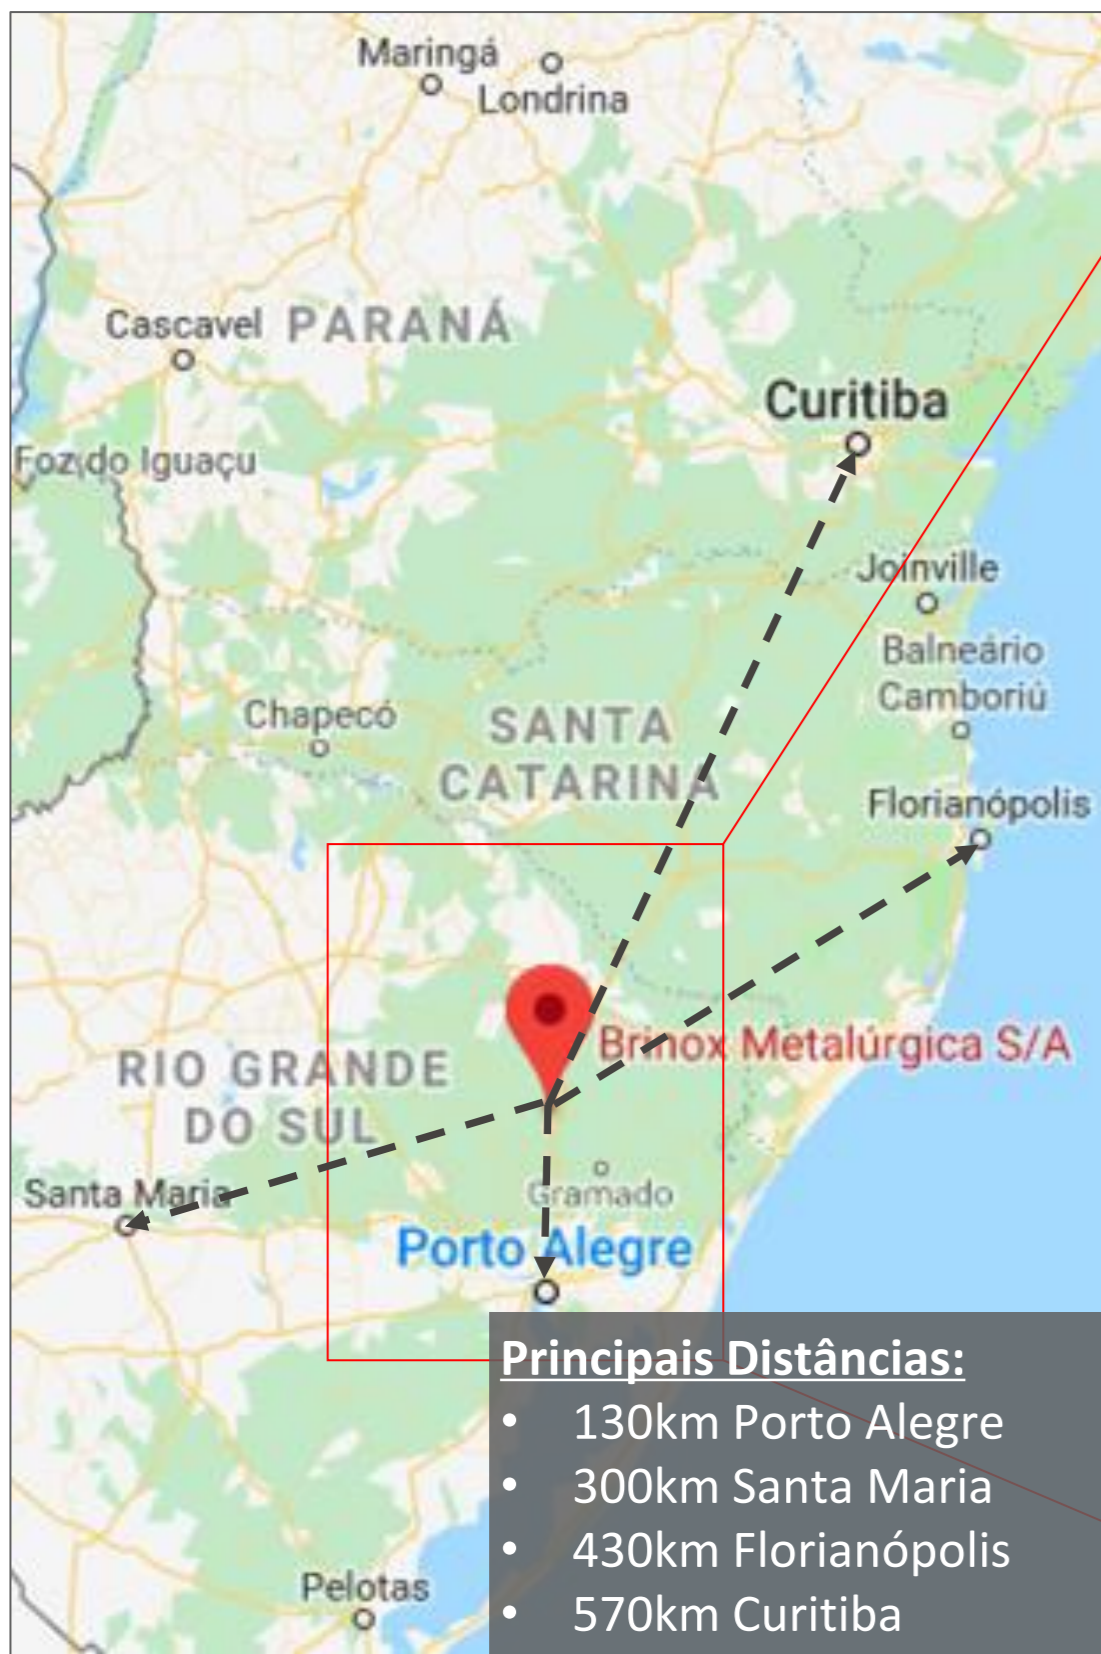 Maringá
Londrina
Cascavel
PARANÁ
Curitiba
Foz do Iguaçu
Joinville
Balneário
Camboriú
Chapecó
SANTA
CATARINA
Florianópolis
Brinox Metalúrgica S/A
RIO GRANDE
DO SUL
Santa Maria
Gramado
Porto Alegre
Principais Distâncias:
• 130km Porto Alegre
• 300km Santa Maria
• 430km Florianópolis
• 570km Curitiba
Pelotas